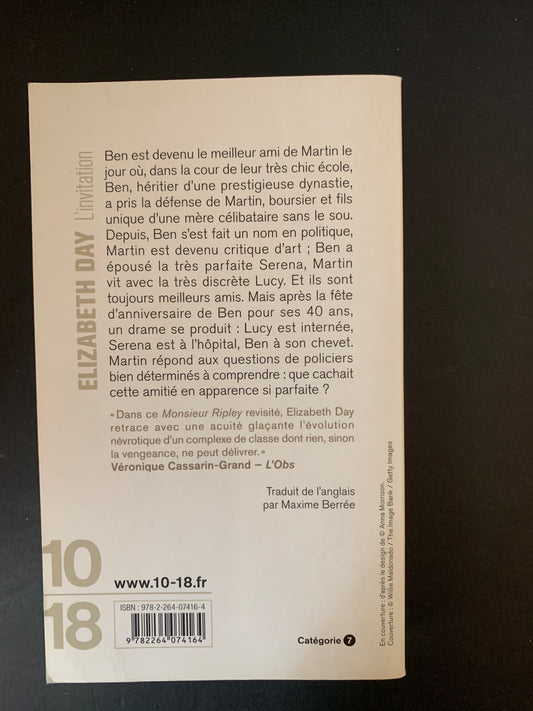 ELIZABETH DAY L'invitation
Ben est devenu le meilleur ami de Martin le
jour où, dans la cour de leur très chic école,
Ben, héritier d'une prestigieuse dynastie,
a pris la défense de Martin, boursier et fils
unique d'une mère célibataire sans le sou.
Depuis, Ben s'est fait un nom en politique,
Martin est devenu critique d'art ; Ben a
épousé la très parfaite Serena, Martin
vit avec la très discrète Lucy. Et ils sont
toujours meilleurs amis. Mais après la fête
d'anniversaire de Ben pour ses 40 ans,
un drame se produit : Lucy est internée,
Serena est à l'hôpital, Ben à son chevet.
Martin répond aux questions de policiers
bien déterminés à comprendre : que cachait
cette amitié en apparence si parfaite ?
« Dans ce Monsieur Ripley revisité, Elizabeth Day
retrace avec une acuité glaçante l'évolution
névrotique d'un complexe de classe dont rien, sinon
la vengeance, ne peut délivrer. »
Véronique Cassarin-Grand – L'Obs
Traduit de l'anglais
par Maxime Berrée
10
18
www.10-18.fr
ISBN : 978-2-264-07416-4
9 782264 074164
Catégorie 7
En couverture : d'après le design de © Anna Morrison.
Couverture : © Willie Maldonado / The Image Bank / Getty Images